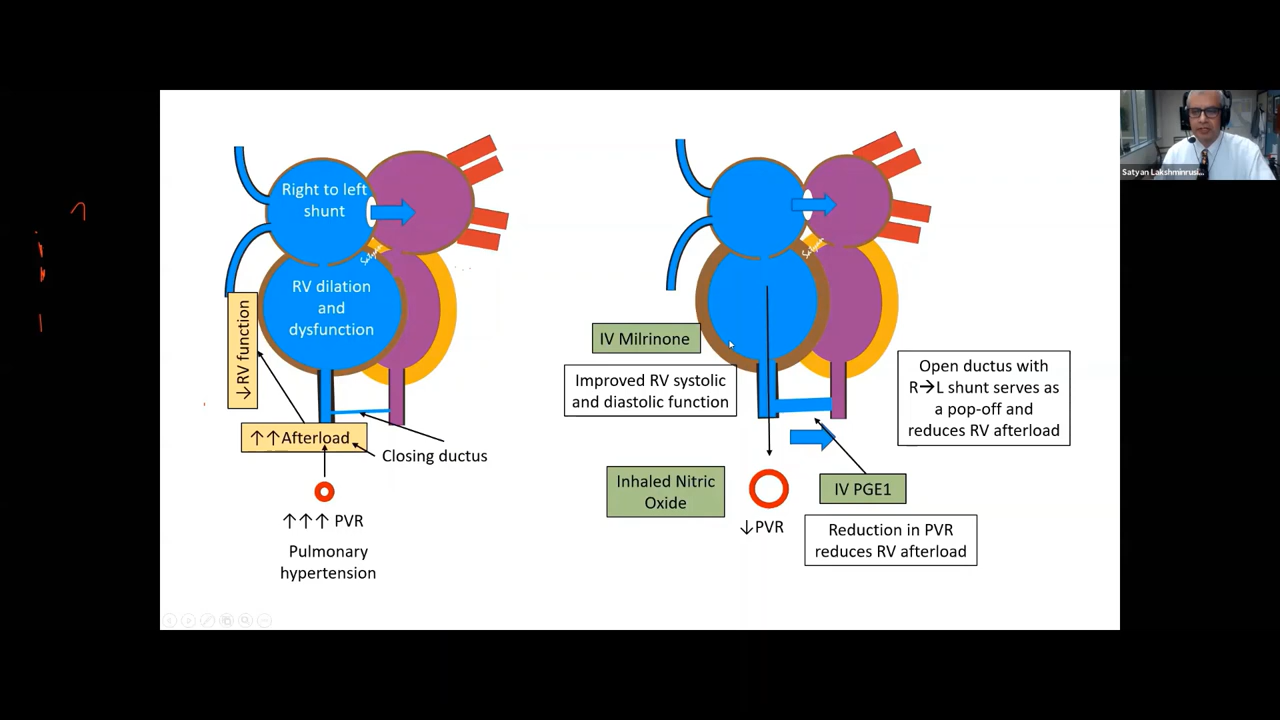 Right to left
shunt
RV dilation
and
dysfunction
↓RV function
↑↑Afterload
Closing ductus
↑↑↑ PVR
Pulmonary
hypertension
Satyan
IV Milrinone
Improved RV systolic
and diastolic function
Inhaled Nitric
Oxide
↓PVR
Satyan
Open ductus with
R→L shunt serves as
a pop-off and
reduces RV afterload
IV PGE1
Reduction in PVR
reduces RV afterload
Satyan Lakshminrusi...